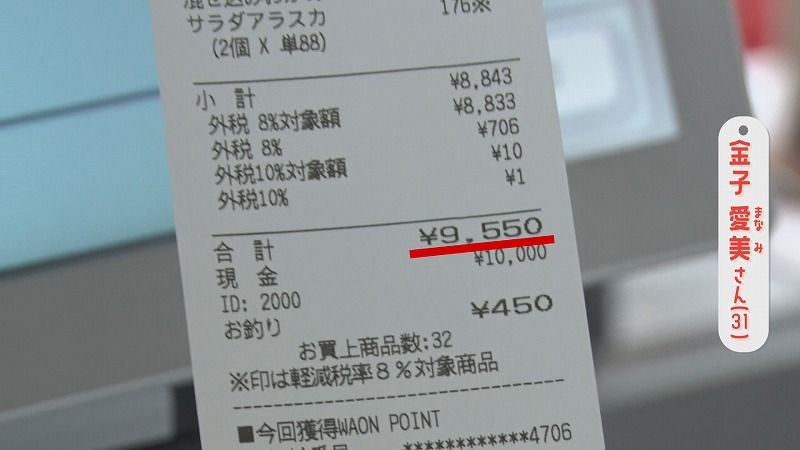 サラダアラスカ 176※
(2個 X 単88)
小 計 ¥8,843
外税 8%対象額 ¥8,833
外税 8% ¥706
外税10%対象額 ¥10
外税10% ¥1
合 計 ¥9,550
現 金 ¥10,000
ID: 2000
お釣り ¥450
お買上商品数:32
※印は軽減税率8%対象商品
■今回獲得WAON POINT
************4706
金子 愛美さん(31)
まなみ